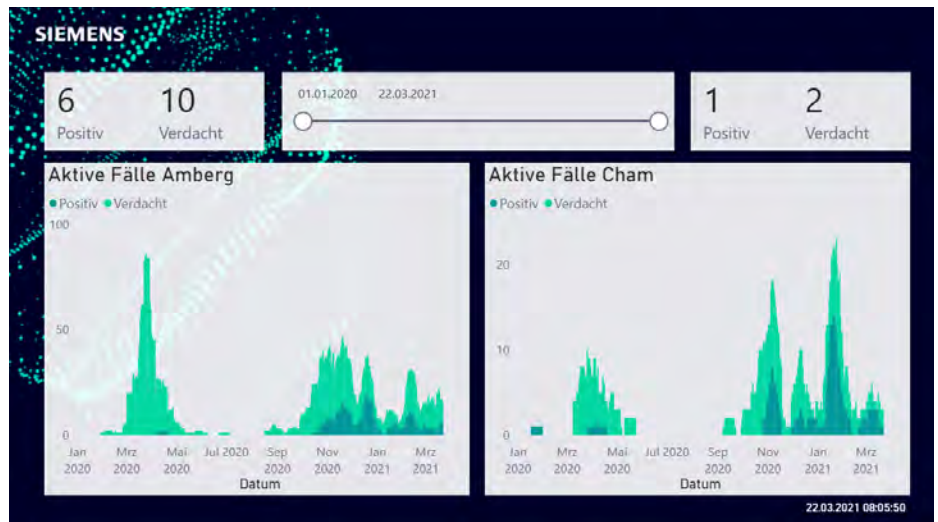 SIEMENS
6 10
Positiv Verdacht
01.01.2020 22.03.2021
1 2
Positiv Verdacht
Aktive Fälle Amberg
Positiv Verdacht
100
50
0
Jan 2020 Mrz 2020 Mai 2020 Jul 2020 Sep 2020 Nov 2020 Jan 2021 Mrz 2021
Datum
Aktive Fälle Cham
Positiv Verdacht
20
10
0
Jan 2020 Mrz 2020 Mai 2020 Jul 2020 Sep 2020 Nov 2020 Jan 2021 Mrz 2021
Datum
22.03.2021 08:05:50